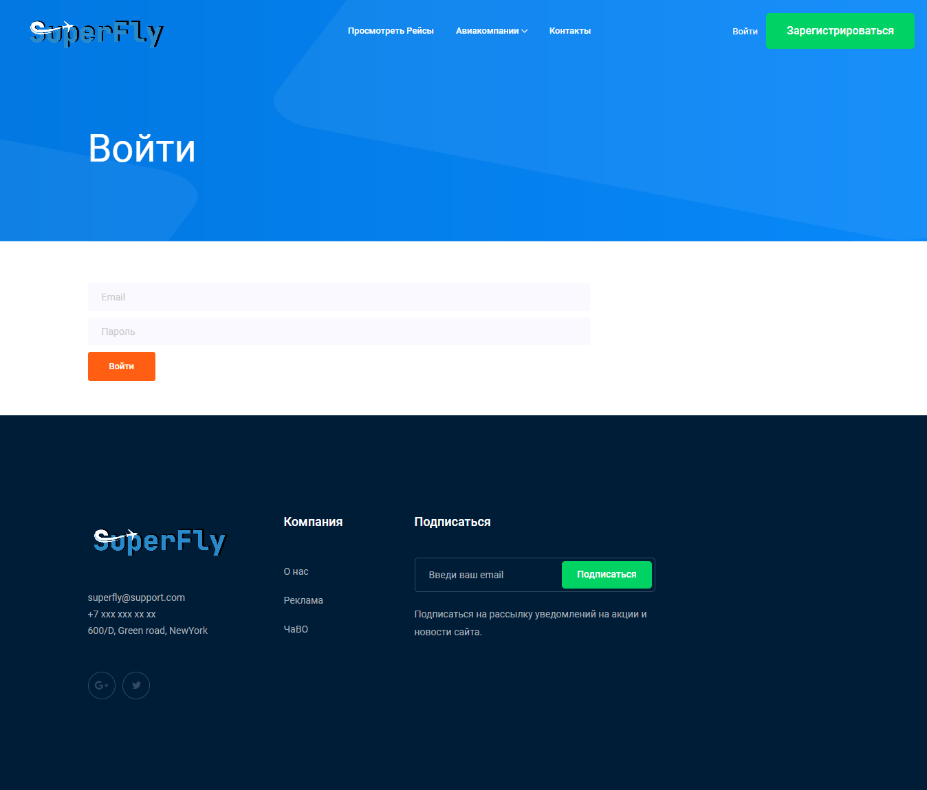 SuperFly
Просмотреть Рейсы Авиакомпании Контакты
Войти Зарегистрироваться
Войти
Email
Пароль
Войти
SuperFly
superfly@support.com
+7 xxx xxx xx xx
600/D, Green road, NewYork
Компания
О нас
Реклама
ЧаВО
Подписаться
Введи ваш email Подписаться
Подписаться на рассылку уведомлений на акции и
новости сайта.